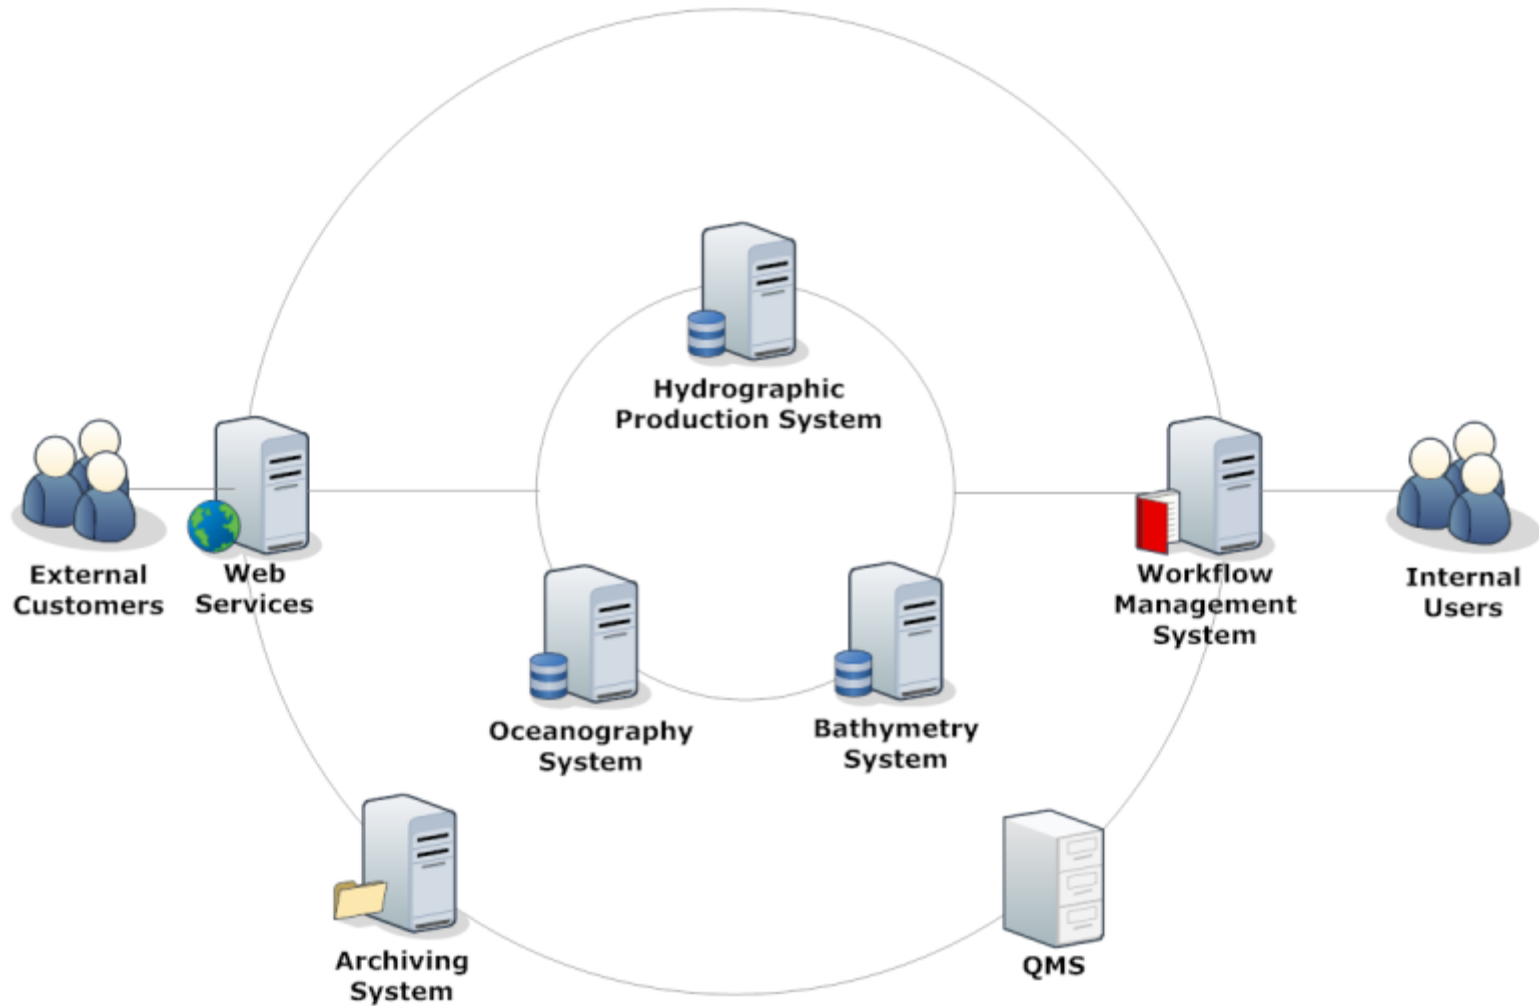 Hydrographic
Production System
External
Customers
Web
Services
Workflow
Management
System
Internal
Users
Oceanography
System
Bathymetry
System
Archiving
System
QMS